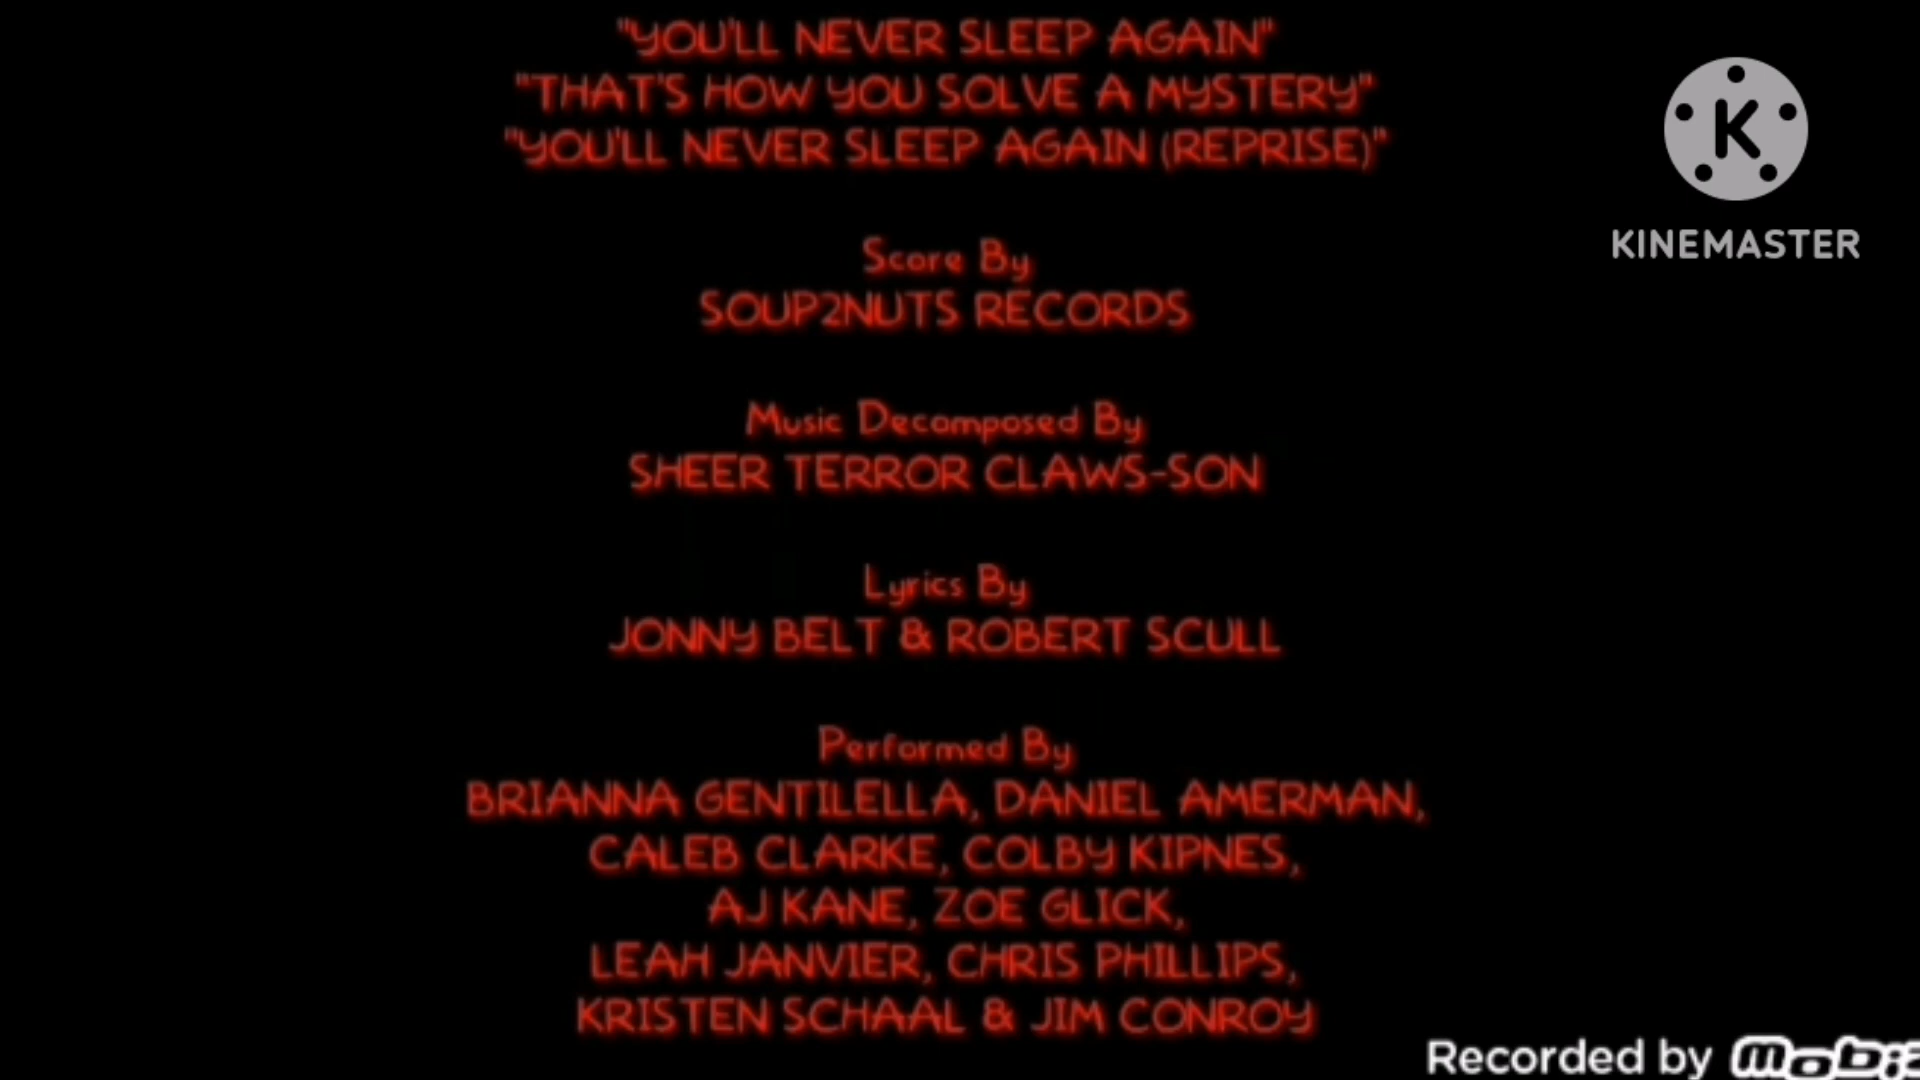 "YOU'LL NEVER SLEEP AGAIN"
"THAT'S HOW YOU SOLVE A MYSTERY"
"YOU'LL NEVER SLEEP AGAIN (REPRISE)"
Score By
SOUP2NUTS RECORDS
Music Decomposed By
SHEER TERROR CLAWS-SON
Lyrics By
JONNY BELT & ROBERT SCULL
Performed By
BRIANNA GENTILELLA, DANIEL AMERMAN,
CALEB CLARKE, COLBY KIPNES,
AJ KANE, ZOE GLICK,
LEAH JANVIER, CHRIS PHILLIPS,
KRISTEN SCHAAL & JIM CONROY
K
KINEMASTER
Recorded by